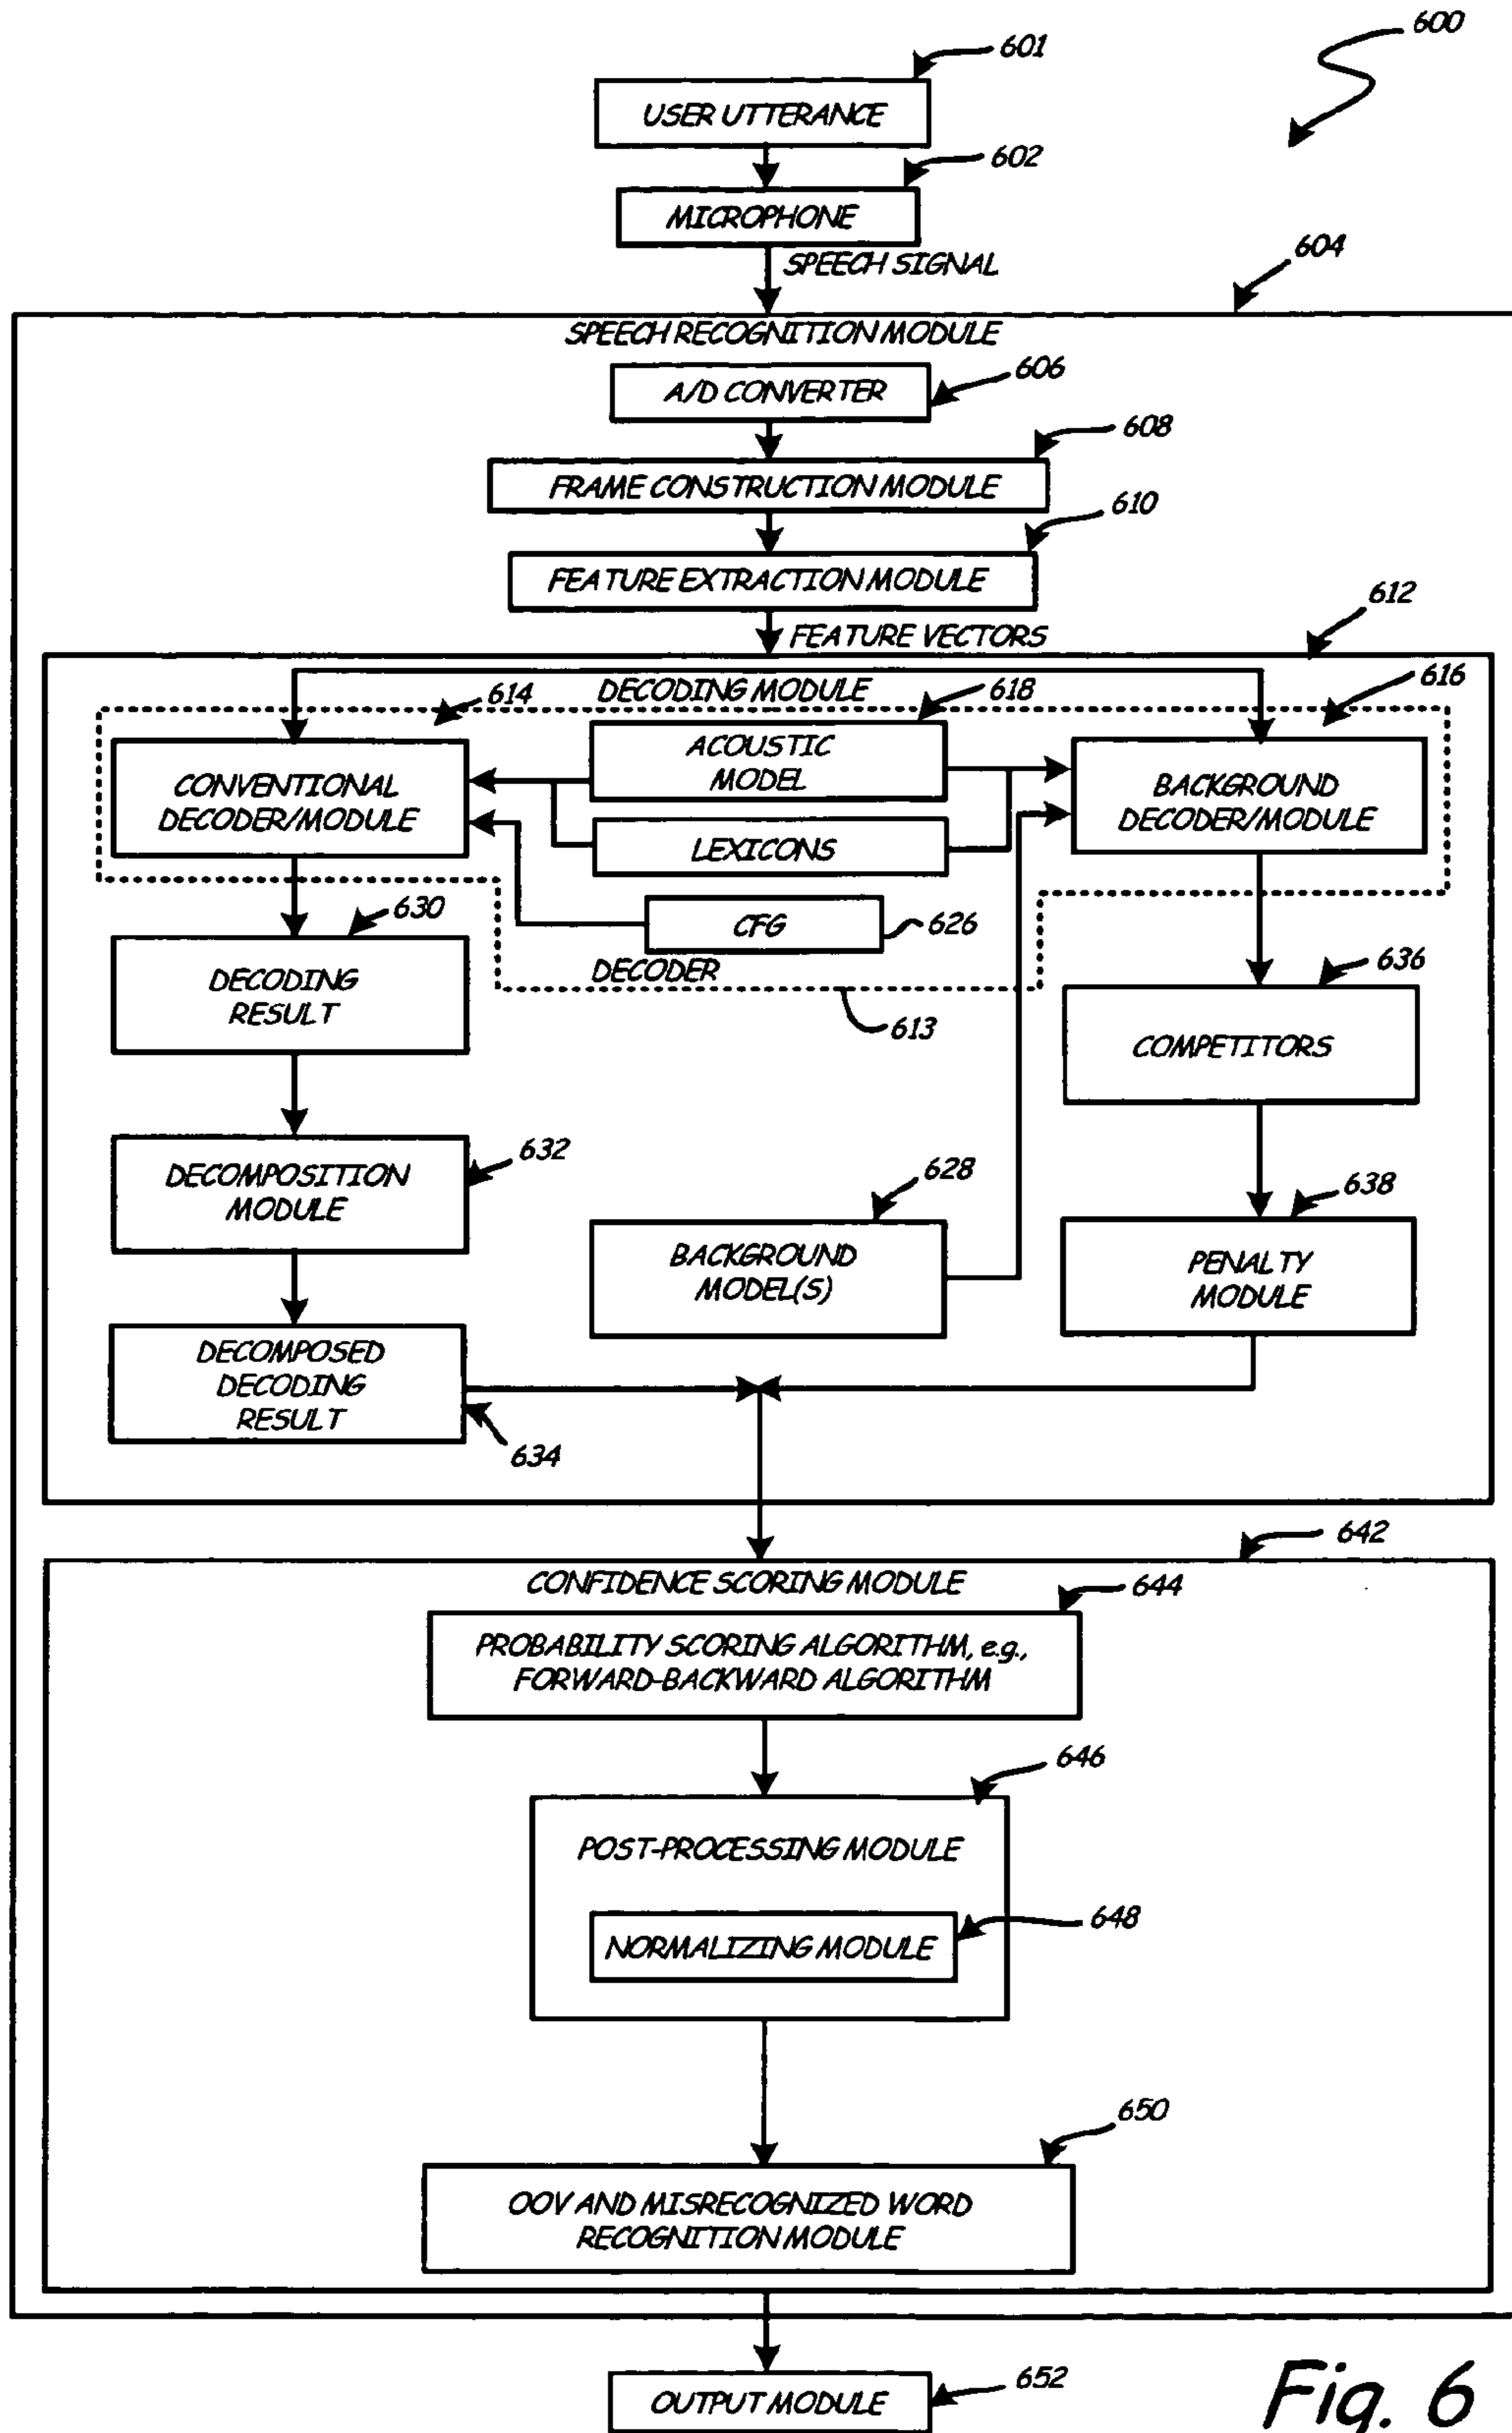 600
601
USER UTTERANCE
602
MICROPHONE
SPEECH SIGNAL
604
SPEECH RECOGNITION MODULE
606
A/D CONVERTER
608
FRAME CONSTRUCTION MODULE
610
FEATURE EXTRACTION MODULE
612
FEATURE VECTORS
614
DECODING MODULE
618
616
ACOUSTIC
MODEL
CONVENTIONAL
DECODER/MODULE
BACKGROUND
DECODER/MODULE
LEXICONS
630
CFG
626
DECODER
636
DECODING
RESULT
613
COMPETITORS
632
DECOMPOSITION
MODULE
628
638
BACKGROUND
MODEL(S)
PENALTY
MODULE
DECOMPOSED
DECODING
RESULT
634
642
CONFIDENCE SCORING MODULE
644
PROBABILITY SCORING ALGORITHM, e.g.,
FORWARD-BACKWARD ALGORITHM
646
POST-PROCESSING MODULE
648
NORMALIZING MODULE
650
OOV AND MISRECOGNIZED WORD
RECOGNITION MODULE
652
OUTPUT MODULE
Fig. 6